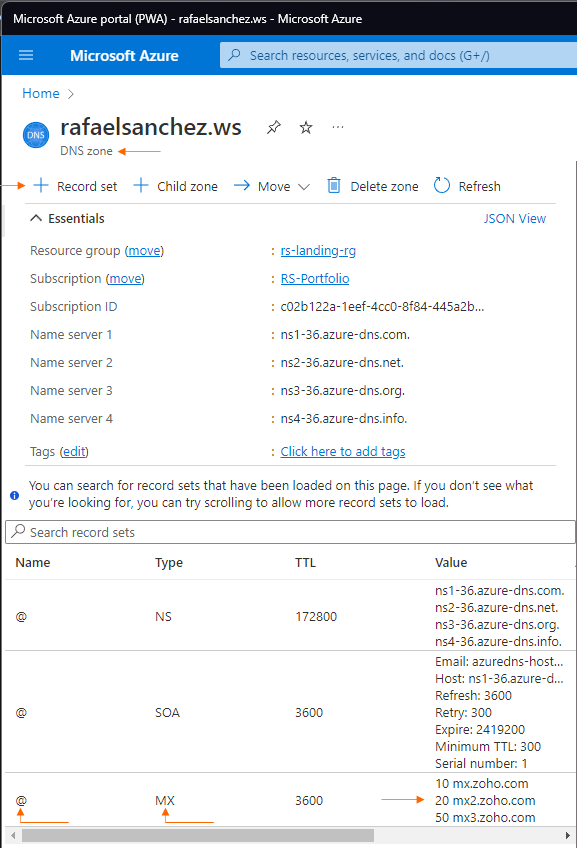 Microsoft Azure portal (PWA) - rafaelsanchez.ws - Microsoft Azure
Microsoft Azure
Search resources, services, and docs (G+/)
Home
DNS
rafaelsanchez.ws
DNS zone
Record set Child zone Move Delete zone Refresh
Essentials JSON View
Resource group (move) : rs-landing-rg
Subscription (move) : RS-Portfolio
Subscription ID : c02b122a-1eef-4cc0-8f84-445a2b...
Name server 1 : ns1-36.azure-dns.com.
Name server 2 : ns2-36.azure-dns.net.
Name server 3 : ns3-36.azure-dns.org.
Name server 4 : ns4-36.azure-dns.info.
Tags (edit) : Click here to add tags
You can search for record sets that have been loaded on this page. If you don't see what
you're looking for, you can try scrolling to allow more record sets to load.
Search record sets
Name Type TTL Value
@ NS 172800
ns1-36.azure-dns.com.
ns2-36.azure-dns.net.
ns3-36.azure-dns.org.
ns4-36.azure-dns.info.
@ SOA 3600
Email: azuredns-host...
Host: ns1-36.azure-d...
Refresh: 3600
Retry: 300
Expire: 2419200
Minimum TTL: 300
Serial number: 1
@ MX 3600
10 mx.zoho.com
20 mx2.zoho.com
50 mx3.zoho.com